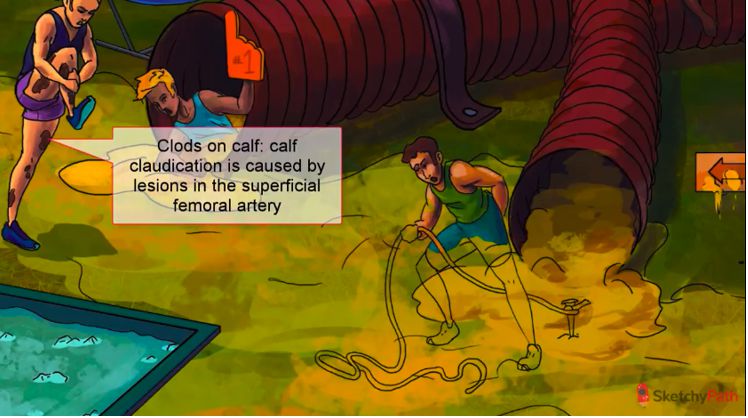 #1
Clods on calf: calf
claudication is caused by
lesions in the superficial
femoral artery
SketchyPath